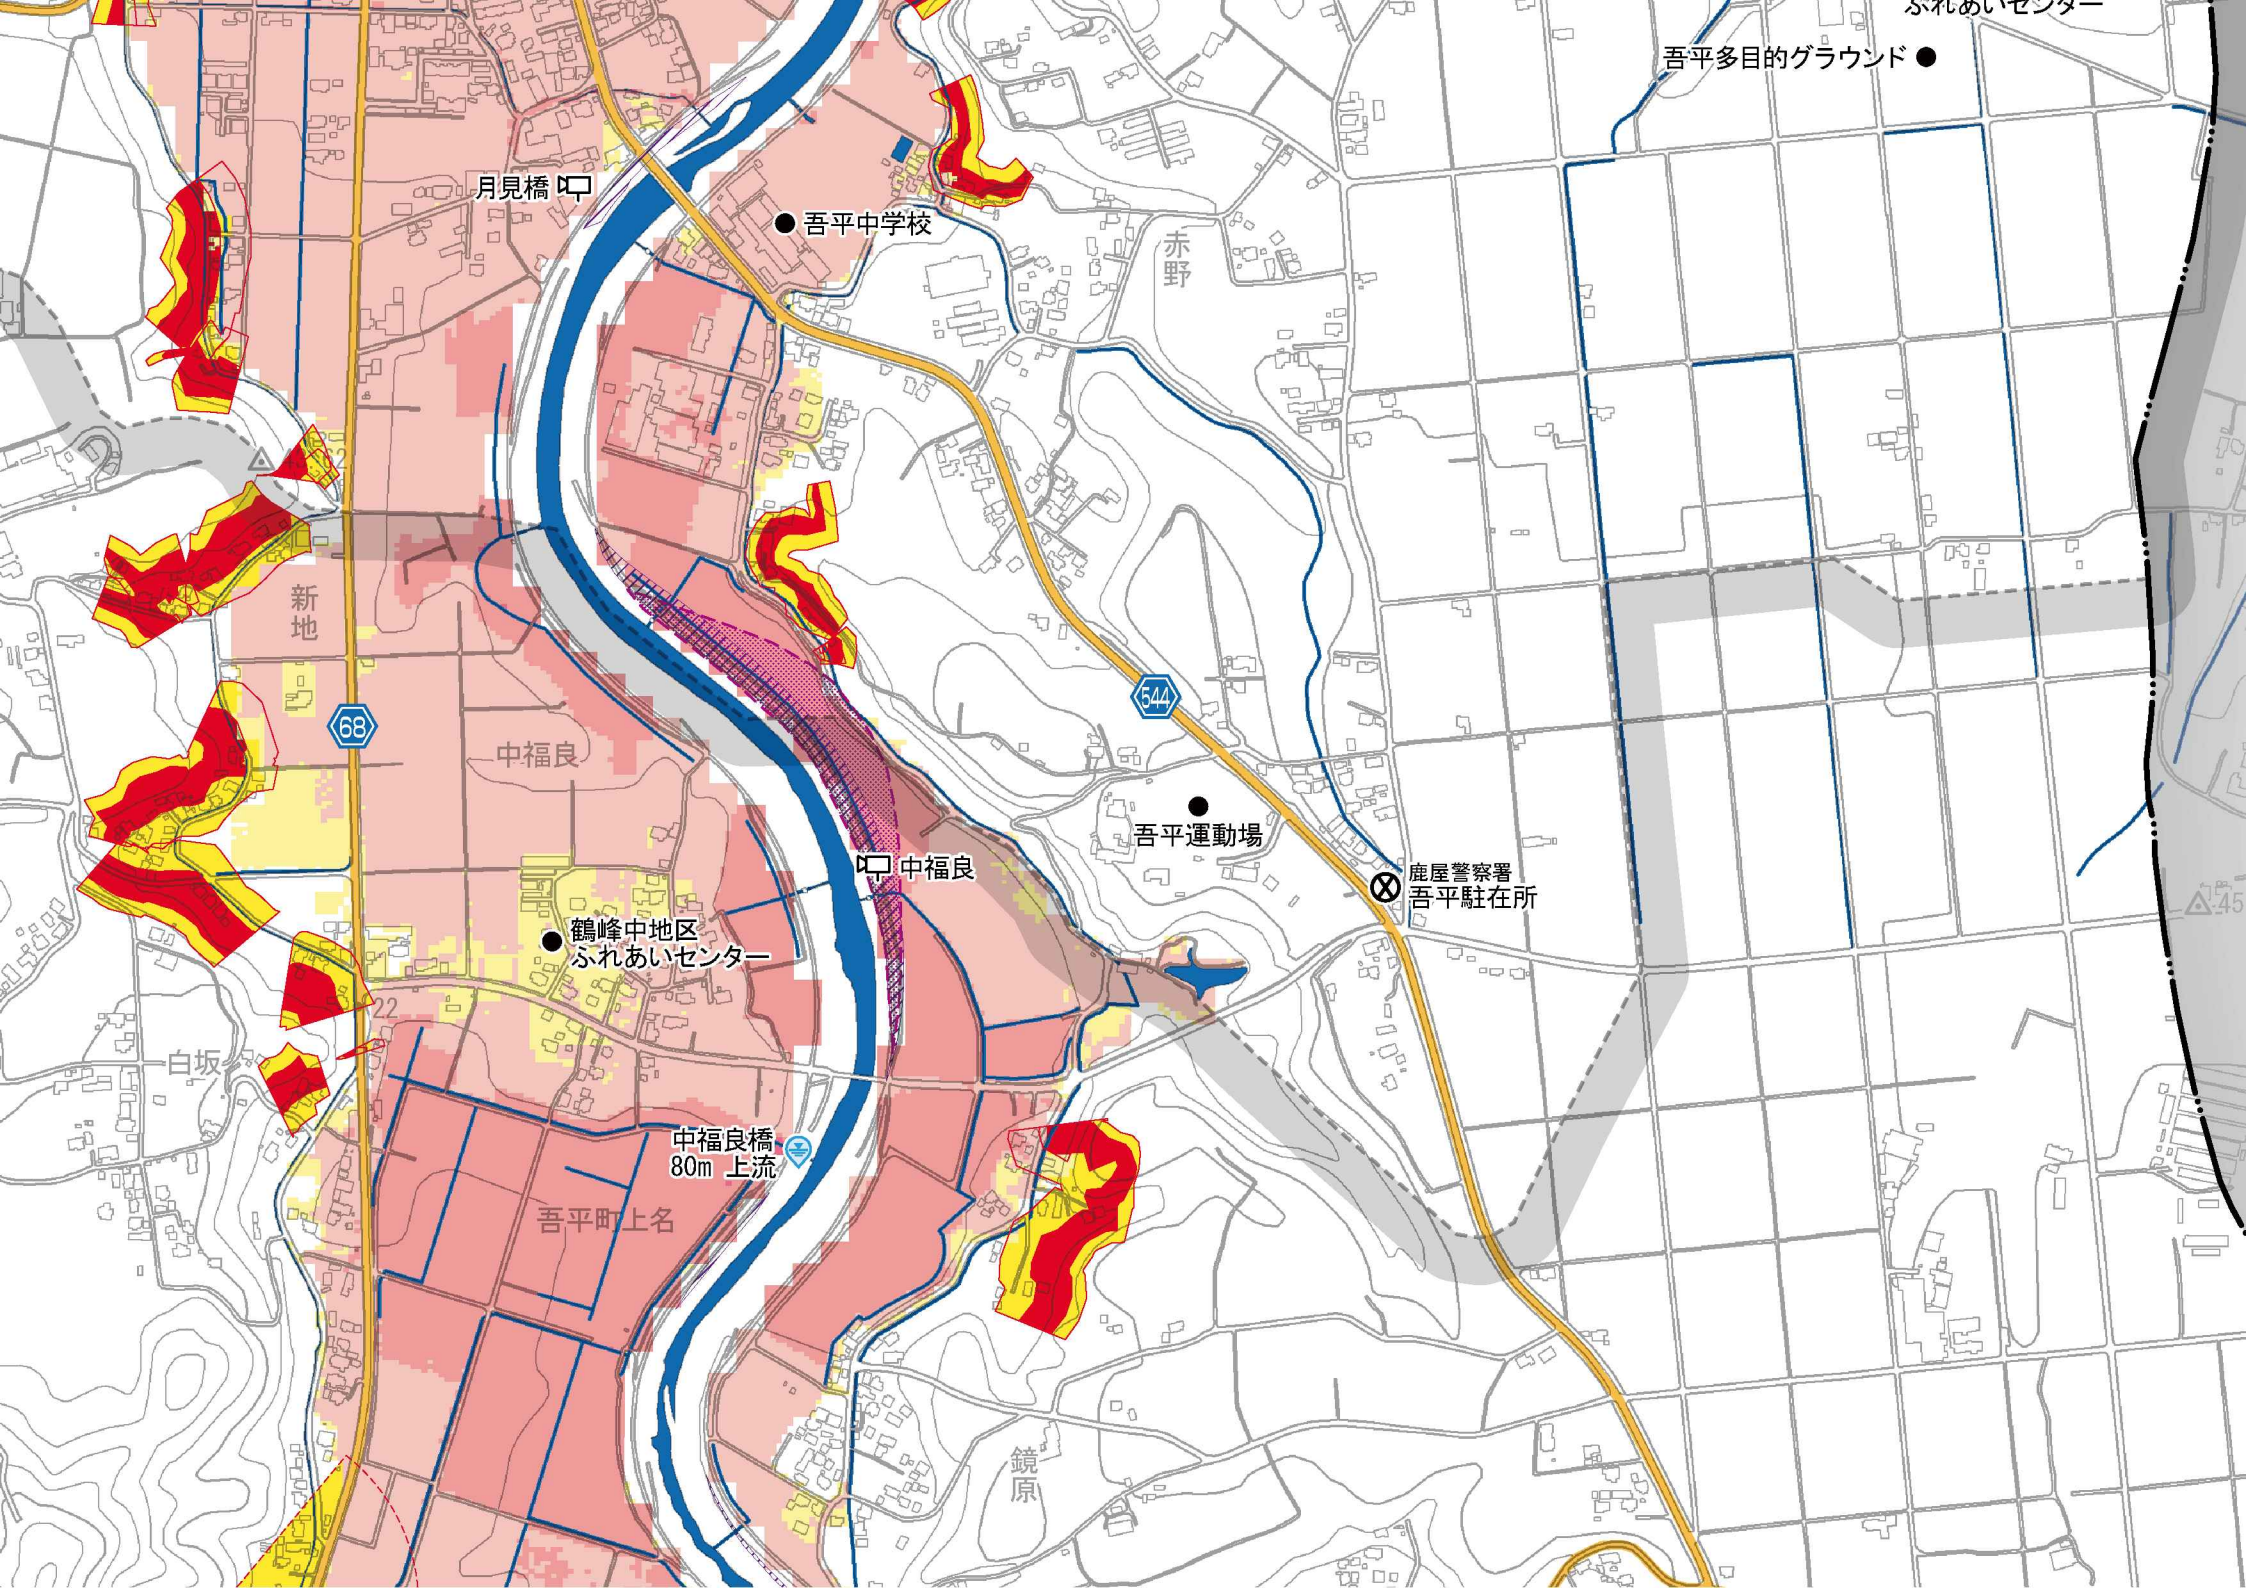 ふれあいセンター
吾平多目的グラウンド
月見橋
吾平中学校
赤野
新地
68
544
中福良
吾平運動場
中福良
鹿屋警察署
吾平駐在所
鶴峰中地区
ふれあいセンター
45
22
白坂
中福良橋
80m 上流
吾平町上名
鏡原